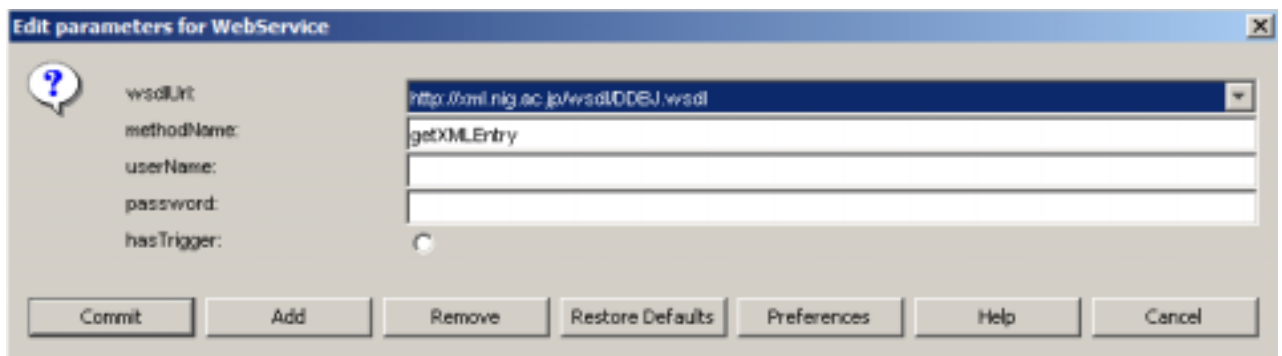 Edit parameters for WebService
wsdlUrl:
http://xml.nig.ac.jp/wsdl/DDBJ.wsdl
methodName:
getXMLEntry
userName:
password:
hasTrigger:
Commit Add Remove Restore Defaults Preferences Help Cancel